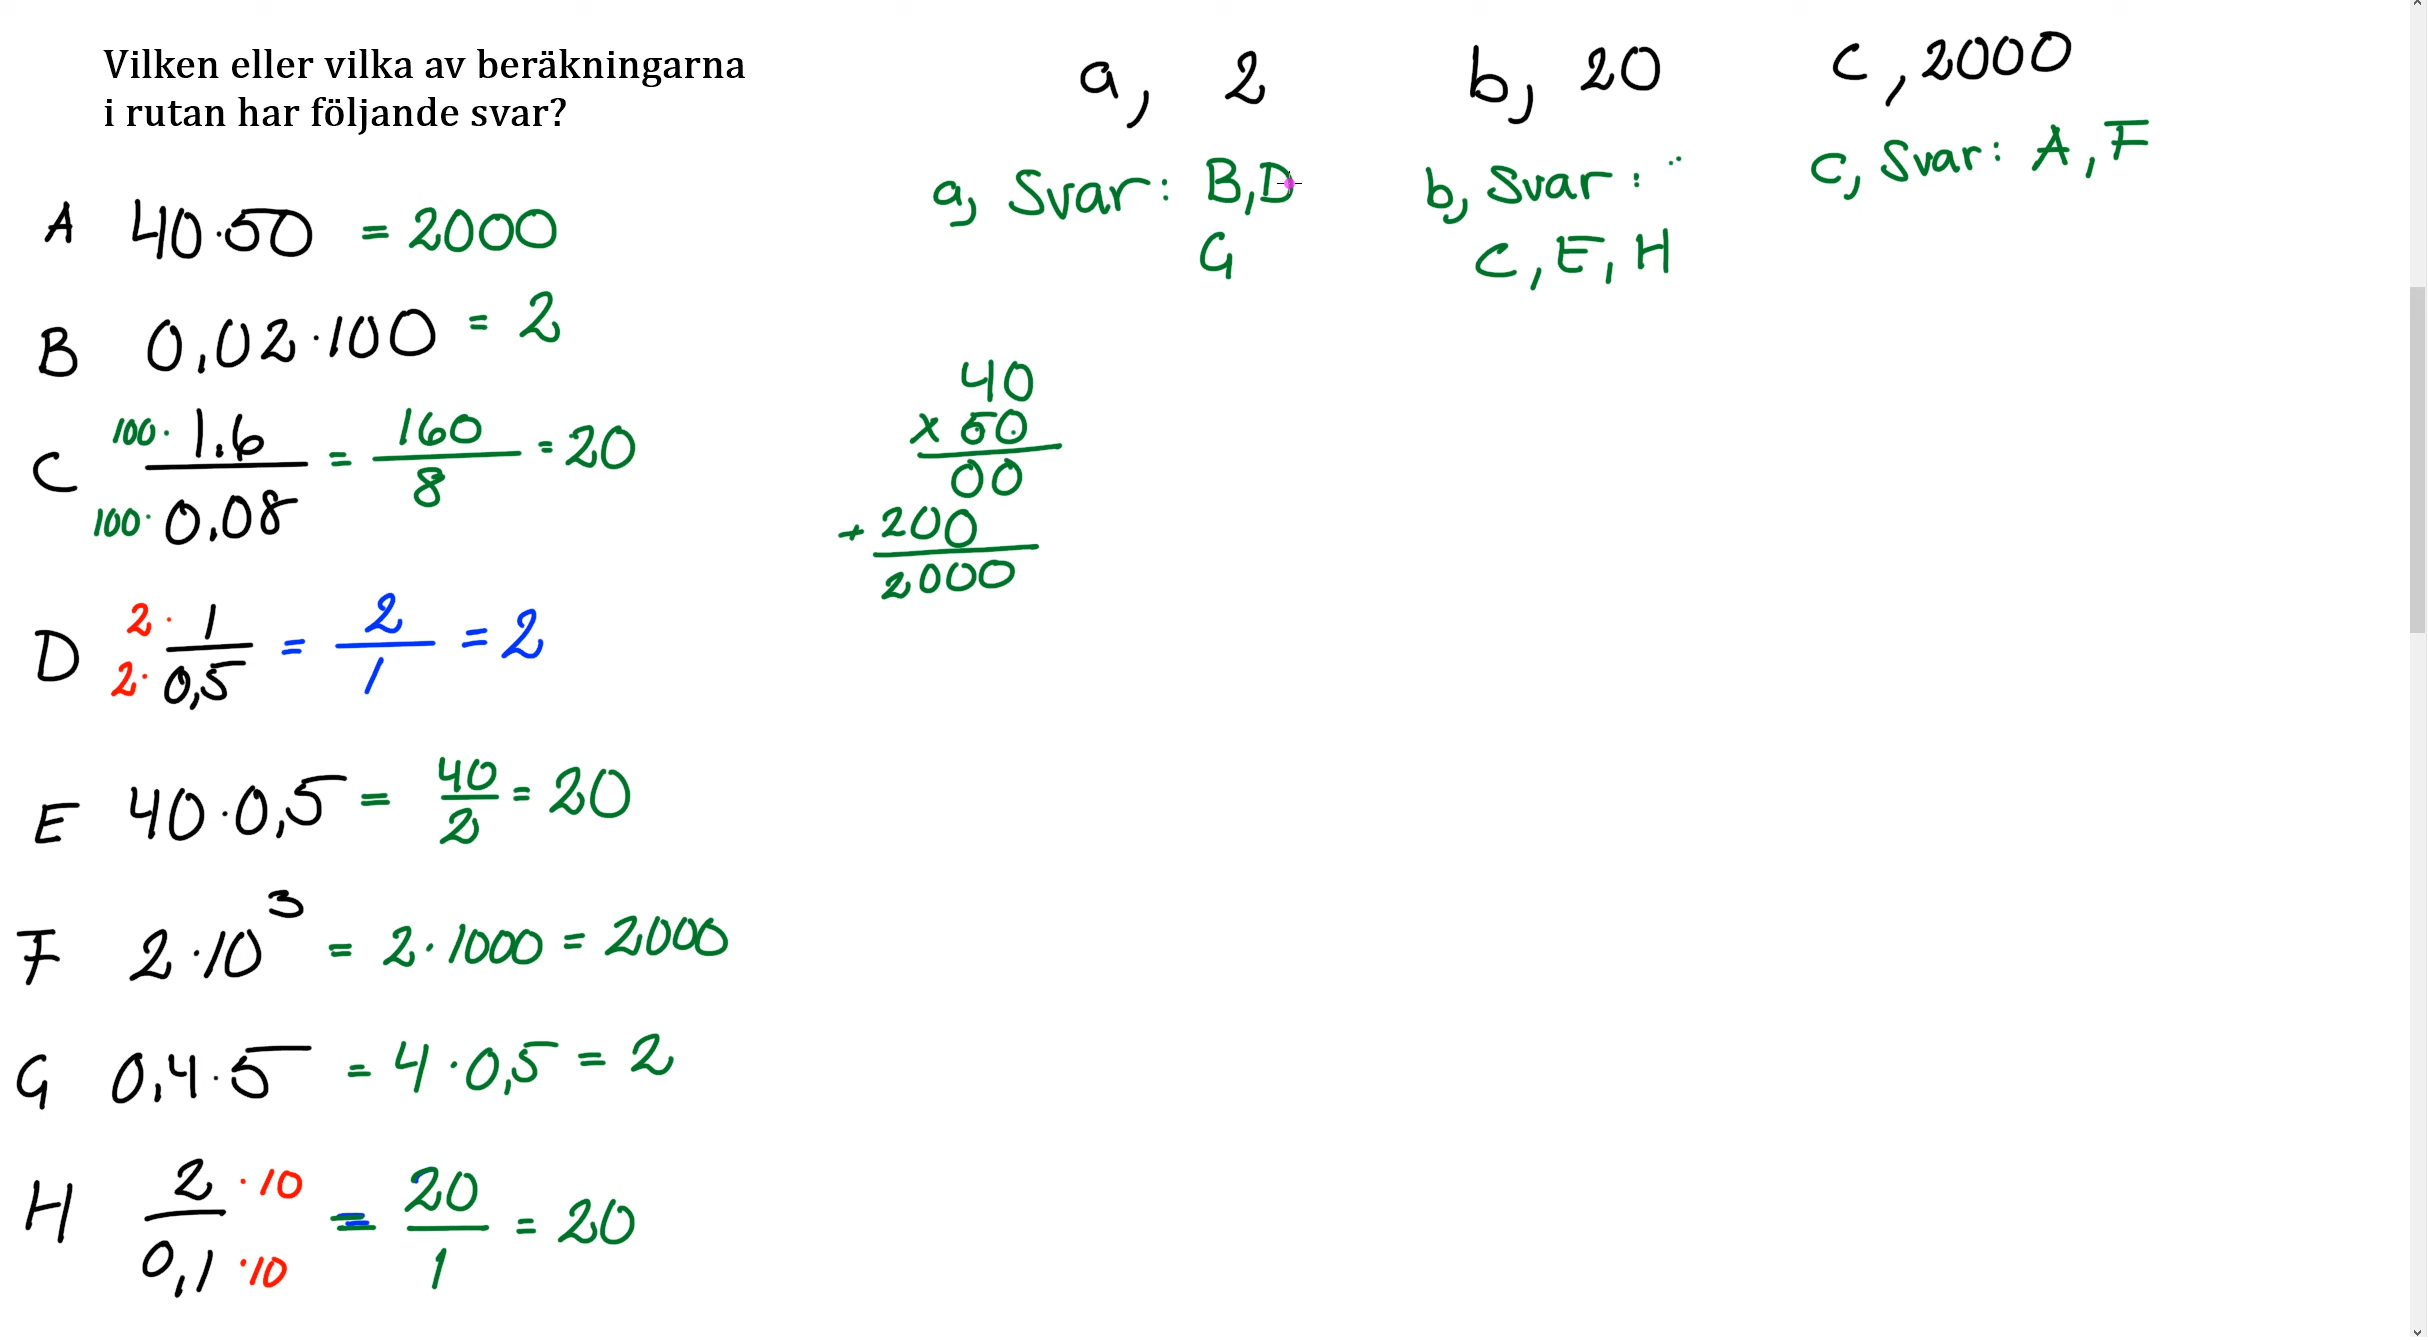 Vilken eller vilka av beräkningarna
i rutan har följande svar?
a, 2
b, 20
c, 2000
a, Svar: B, D
G
b, Svar:
C, E, H
c, Svar: A, F
A 40·50 = 2000
B 0,02·100 = 2
C 100· 1.6 / 100· 0.08 = 160 / 8 = 20
D 2· 1 / 2· 0,5 = 2 / 1 = 2
E 40·0,5 = 40 / 2 = 20
F 2·10³ = 2·1000 = 2000
G 0,4·5 = 4·0,5 = 2
H 2 ·10 / 0,1 ·10 = 20 / 1 = 20
40
x 50
00
+ 200
2000